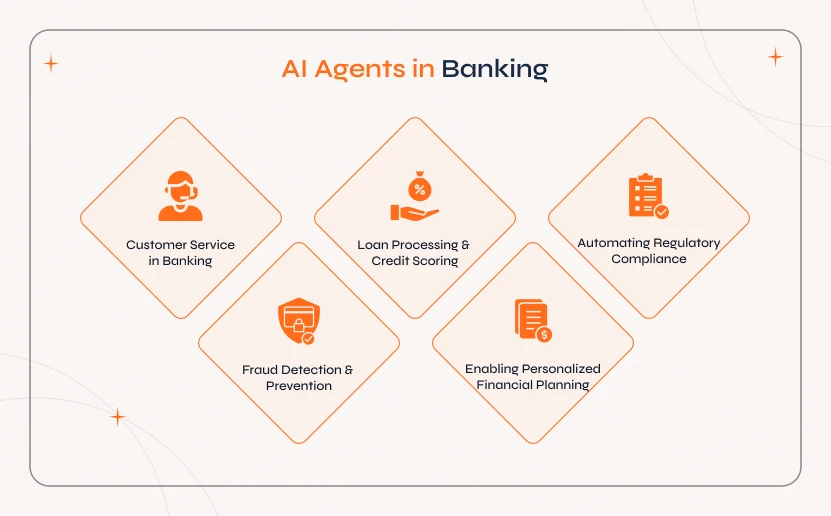 AI Agents in Banking
Customer Service
in Banking
Loan Processing &
Credit Scoring
Automating Regulatory
Compliance
Fraud Detection &
Prevention
Enabling Personalized
Financial Planning
%
$